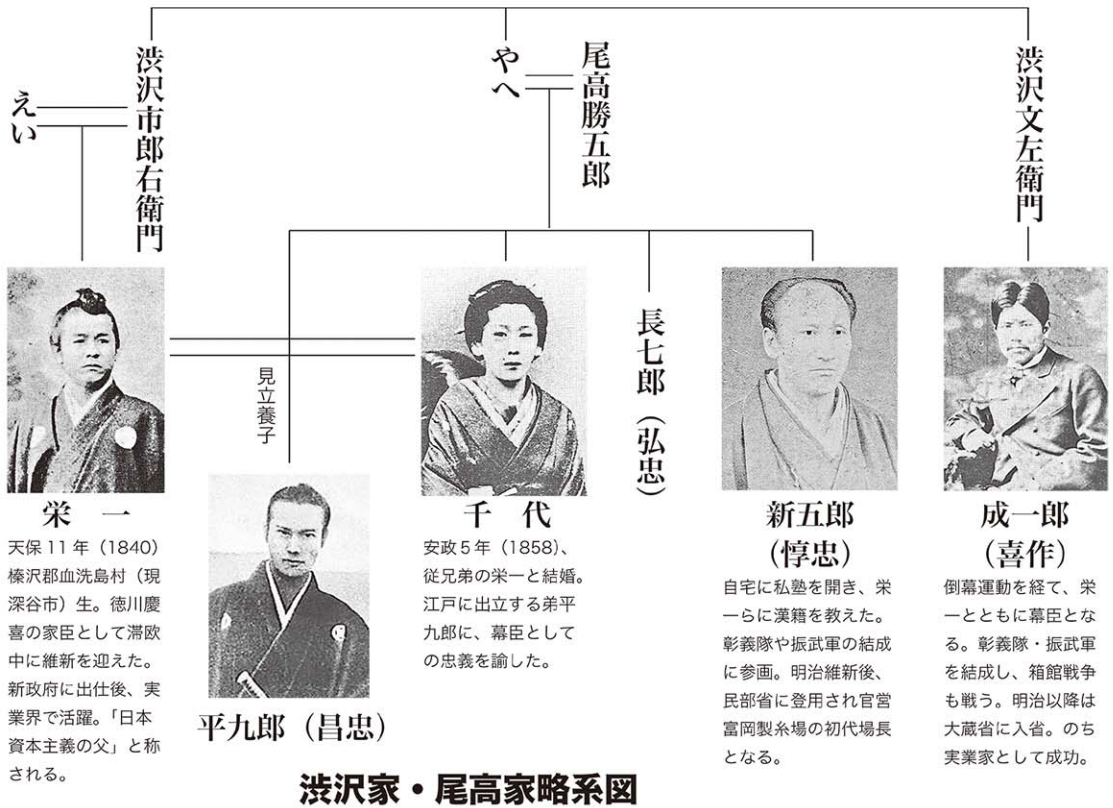 渋沢市郎右衛門
えい
やへ
尾高勝五郎
渋沢文左衛門
見立養子
栄一
天保11年（1840）
榛沢郡血洗島村（現
深谷市）生。徳川慶
喜の家臣として滞欧
中に維新を迎えた。
新政府に出仕後、実
業界で活躍。「日本
資本主義の父」と称
される。
平九郎（昌忠）
千代
安政5年（1858）、
従兄弟の栄一と結婚。
江戸に出立する弟平
九郎に、幕臣として
の忠義を諭した。
長七郎（弘忠）
新五郎
（惇忠）
自宅に私塾を開き、栄
一らに漢籍を教えた。
彰義隊や振武軍の結成
に参画。明治維新後、
民部省に登用され官営
富岡製糸場の初代場長
となる。
成一郎
（喜作）
倒幕運動を経て、栄
一とともに幕臣とな
る。彰義隊・振武軍
を結成し、箱館戦争
も戦う。明治以降は
大蔵省に入省。のち
実業家として成功。
渋沢家・尾高家略系図